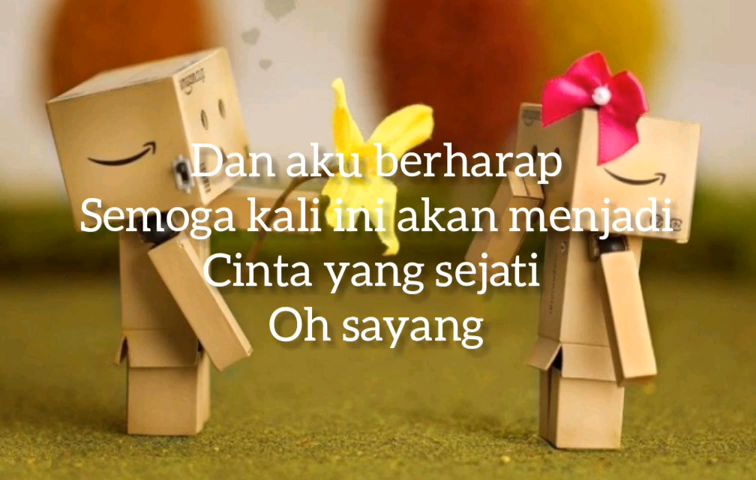 Dan aku berharap
Semoga kali ini akan menjadi
Cinta yang sejati
Oh sayang